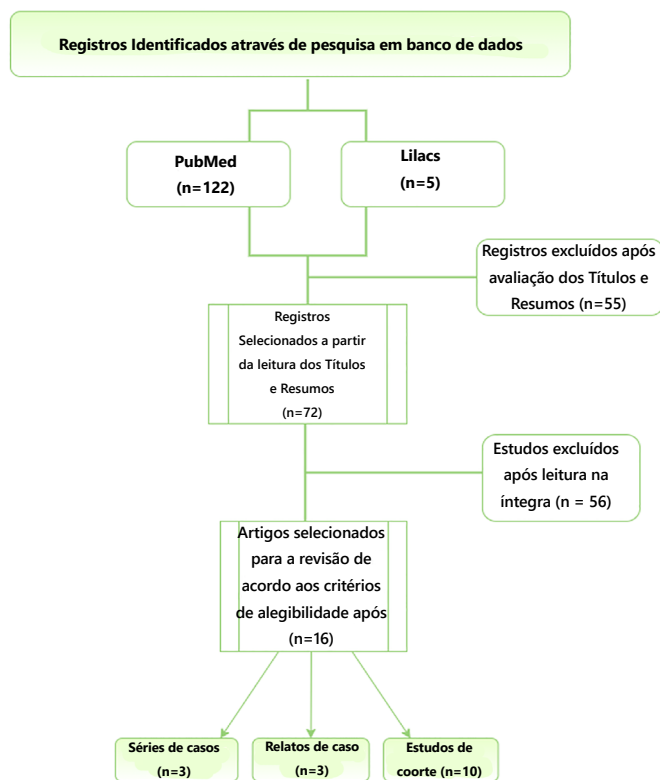 Registros Identificados através de pesquisa em banco de dados
PubMed
(n=122)
Lilacs
(n=5)
Registros excluídos após
avaliação dos Títulos e
Resumos (n=55)
Registros
Selecionados a partir
da leitura dos Títulos
e Resumos
(n=72)
Estudos excluídos
após leitura na
íntegra (n = 56)
Artigos selecionados
para a revisão de
acordo aos critérios
de alegibilidade após
(n=16)
Séries de casos
(n=3)
Relatos de caso
(n=3)
Estudos de
coorte (n=10)